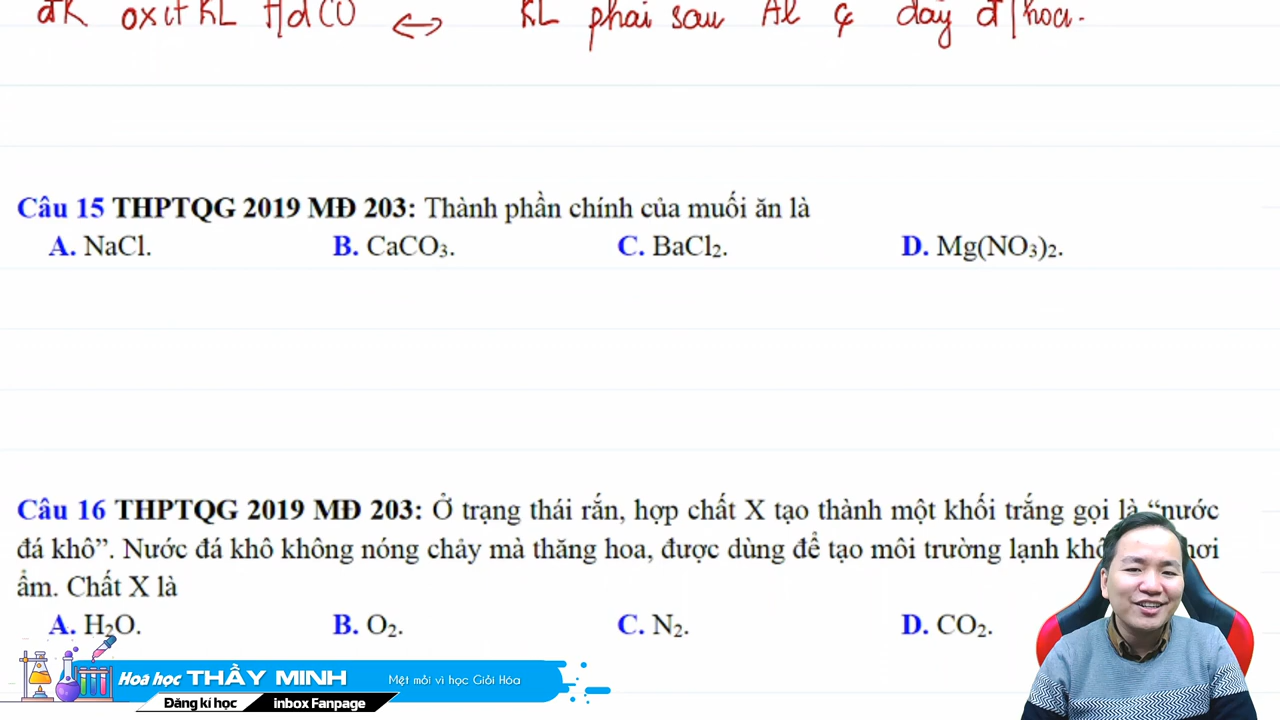 đK oxit KL t/d CO ⟺ KL phải sau Al dãy đ/hóa.
Câu 15 THPTQG 2019 MĐ 203: Thành phần chính của muối ăn là
A. NaCl. B. CaCO₃. C. BaCl₂. D. Mg(NO₃)₂.
Câu 16 THPTQG 2019 MĐ 203: Ở trạng thái rắn, hợp chất X tạo thành một khối trắng gọi là “nước
đá khô”. Nước đá khô không nóng chảy mà thăng hoa, được dùng để tạo môi trường lạnh
ẩm. Chất X là
A. H₂O. B. O₂. C. N₂. D. CO₂.
Hoá học THẦY MINH Mệt mỏi vì học Giỏi Hóa
Đăng kí học inbox Fanpage